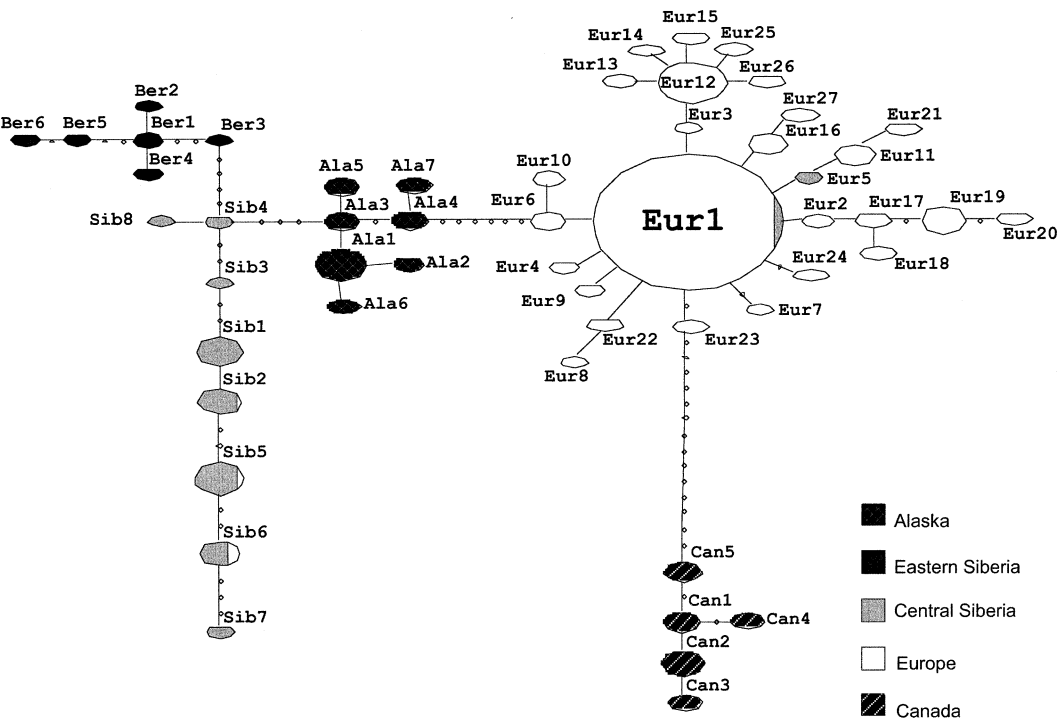 Eur15
Eur14
Eur25
Eur13
Eur12
Eur26
Ber2
Eur3
Eur27
Ber6
Ber5
Ber1
Ber3
Eur16
Eur21
Ber4
Eur10
Eur11
Ala5
Ala7
Eur5
Sib8
Sib4
Ala3
Ala4
Eur6
Eur1
Eur2
Eur17
Eur19
Eur20
Ala1
Ala2
Eur4
Eur24
Eur18
Sib3
Ala6
Eur9
Eur7
Sib1
Eur22
Eur23
Eur8
Sib2
Sib5
Sib6
Sib7
Can5
Can1
Can4
Can2
Can3
Alaska
Eastern Siberia
Central Siberia
Europe
Canada